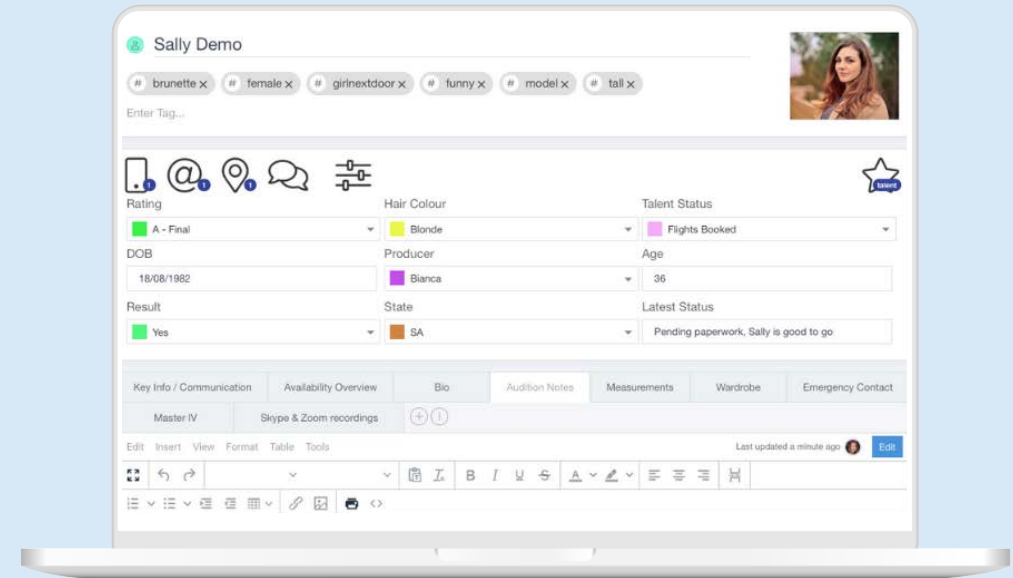 Sally Demo
# brunette x # female x # girlnextdoor x # funny x # model x # tall x
Enter Tag...
1 @ 1 1 talent
Rating Hair Colour Talent Status
A - Final Blonde Flights Booked
DOB Producer Age
18/08/1982 Bianca 36
Result State Latest Status
Yes SA Pending paperwork, Sally is good to go
Key Info / Communication Availability Overview Bio Audition Notes Measurements Wardrobe Emergency Contact
Master IV Skype & Zoom recordings
Edit Insert View Format Table Tools Last updated a minute ago Edit
B I U S A